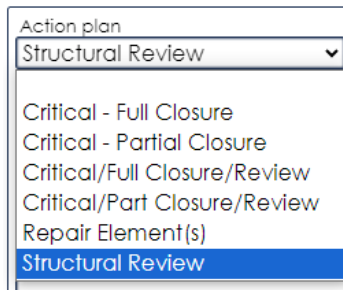 Action plan
Structural Review
Critical - Full Closure
Critical - Partial Closure
Critical/Full Closure/Review
Critical/Part Closure/Review
Repair Element(s)
Structural Review